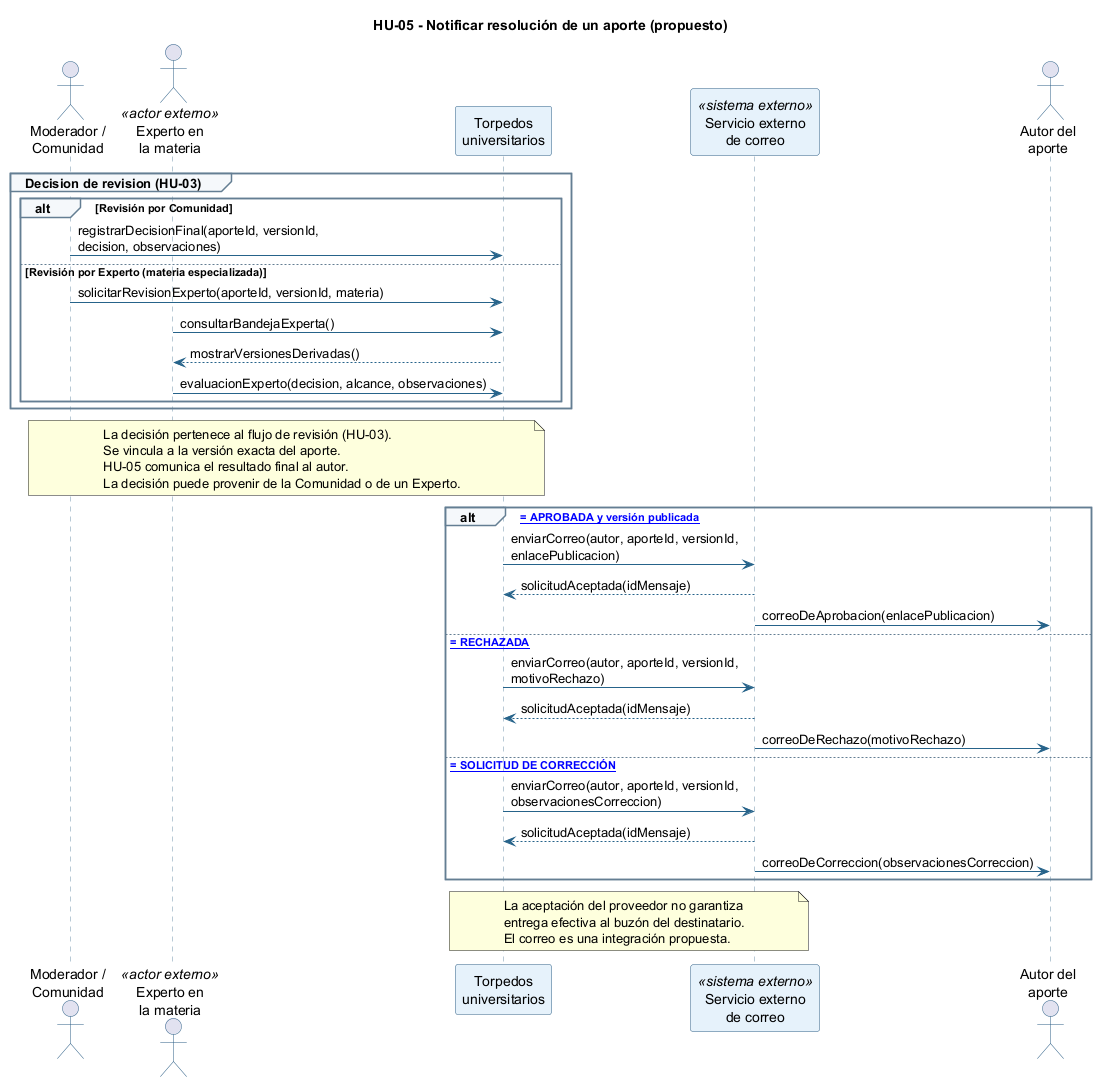 HU-05 - Notificar resolución de un aporte (propuesto)
Moderador /
Comunidad
«actor externo»
Experto en
la materia
Torpedos
universitarios
«sistema externo»
Servicio externo
de correo
Autor del
aporte
Decision de revision (HU-03)
alt [Revisión por Comunidad]
registrarDecisionFinal(aporteId, versionId,
decision, observaciones)
[Revisión por Experto (materia especializada)]
solicitarRevisionExperto(aporteId, versionId, materia)
consultarBandejaExperta()
mostrarVersionesDerivadas()
evaluacionExperto(decision, alcance, observaciones)
La decisión pertenece al flujo de revisión (HU-03).
Se vincula a la versión exacta del aporte.
HU-05 comunica el resultado final al autor.
La decisión puede provenir de la Comunidad o de un Experto.
alt = APROBADA y versión publicada
enviarCorreo(autor, aporteId, versionId,
enlacePublicacion)
solicitudAceptada(idMensaje)
correoDeAprobacion(enlacePublicacion)
= RECHAZADA
enviarCorreo(autor, aporteId, versionId,
motivoRechazo)
solicitudAceptada(idMensaje)
correoDeRechazo(motivoRechazo)
= SOLICITUD DE CORRECCIÓN
enviarCorreo(autor, aporteId, versionId,
observacionesCorreccion)
solicitudAceptada(idMensaje)
correoDeCorreccion(observacionesCorreccion)
La aceptación del proveedor no garantiza
entrega efectiva al buzón del destinatario.
El correo es una integración propuesta.
Moderador /
Comunidad
«actor externo»
Experto en
la materia
Torpedos
universitarios
«sistema externo»
Servicio externo
de correo
Autor del
aporte